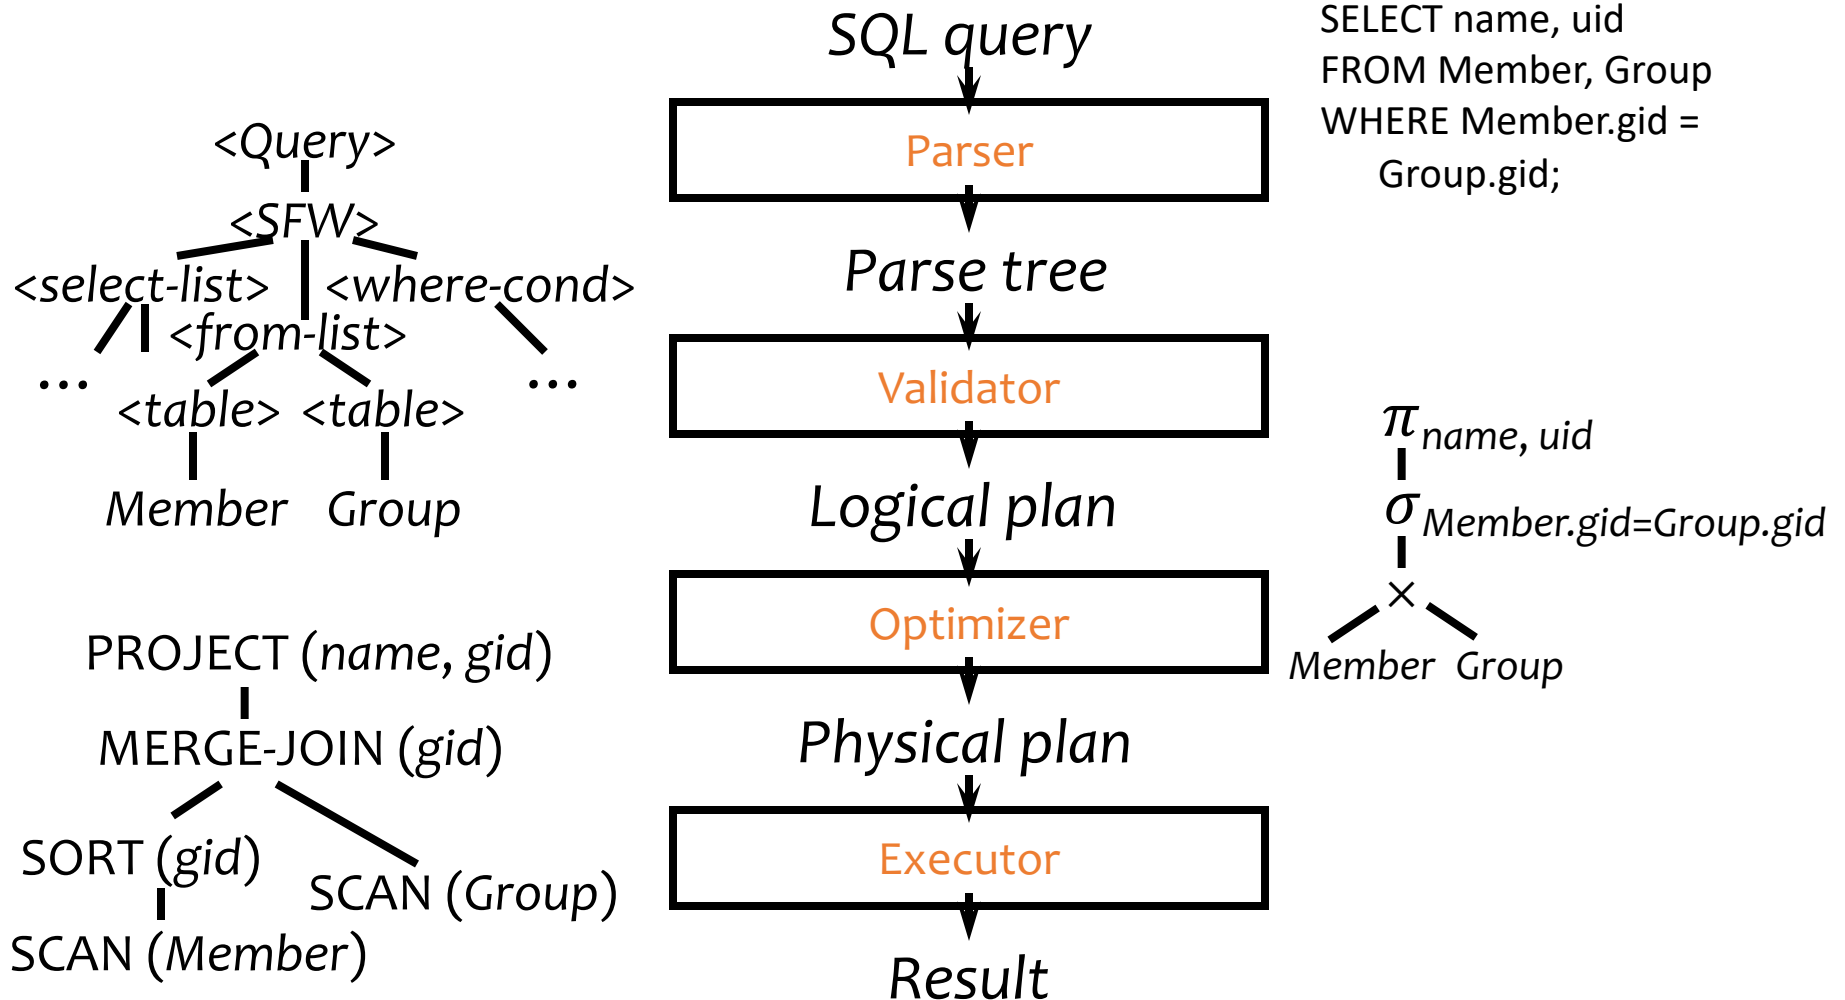 SQL query
SELECT name, uid
FROM Member, Group
WHERE Member.gid =
Group.gid;
Parser
<Query>
<SFW>
<select-list> <where-cond>
<from-list>
... ...
<table> <table>
Member Group
Parse tree
Validator
Logical plan
π name, uid
σ Member.gid=Group.gid
×
Member Group
Optimizer
PROJECT (name, gid)
MERGE-JOIN (gid)
SORT (gid)
SCAN (Group)
SCAN (Member)
Physical plan
Executor
Result